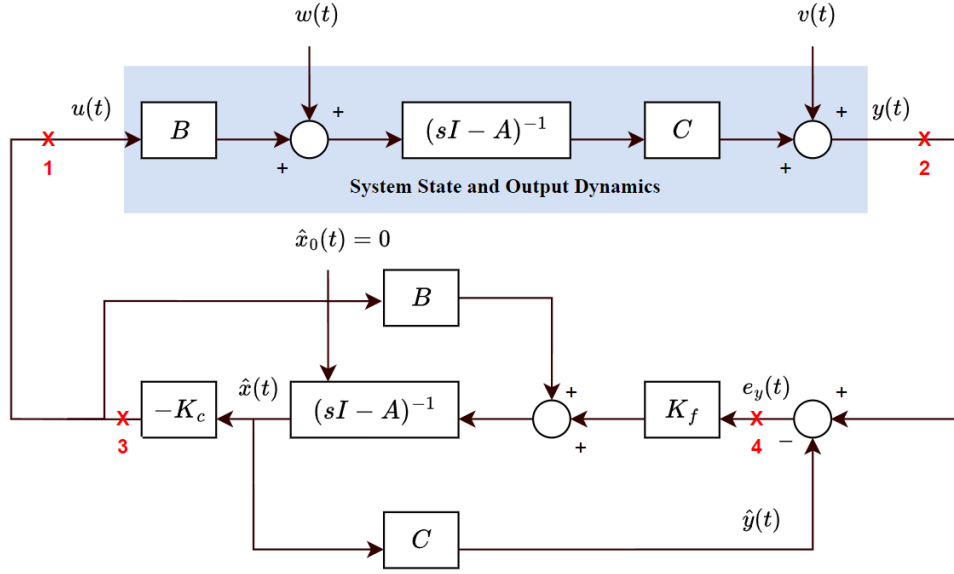 w(t)
v(t)
u(t)
y(t)
+
+
B
(sI − A)⁻¹
C
×
×
1
+
+
2
System State and Output Dynamics
x̂₀(t) = 0
B
x̂(t)
+
e_y(t)
+
−K_c
(sI − A)⁻¹
K_f
×
×
3
+
4
−
C
ŷ(t)